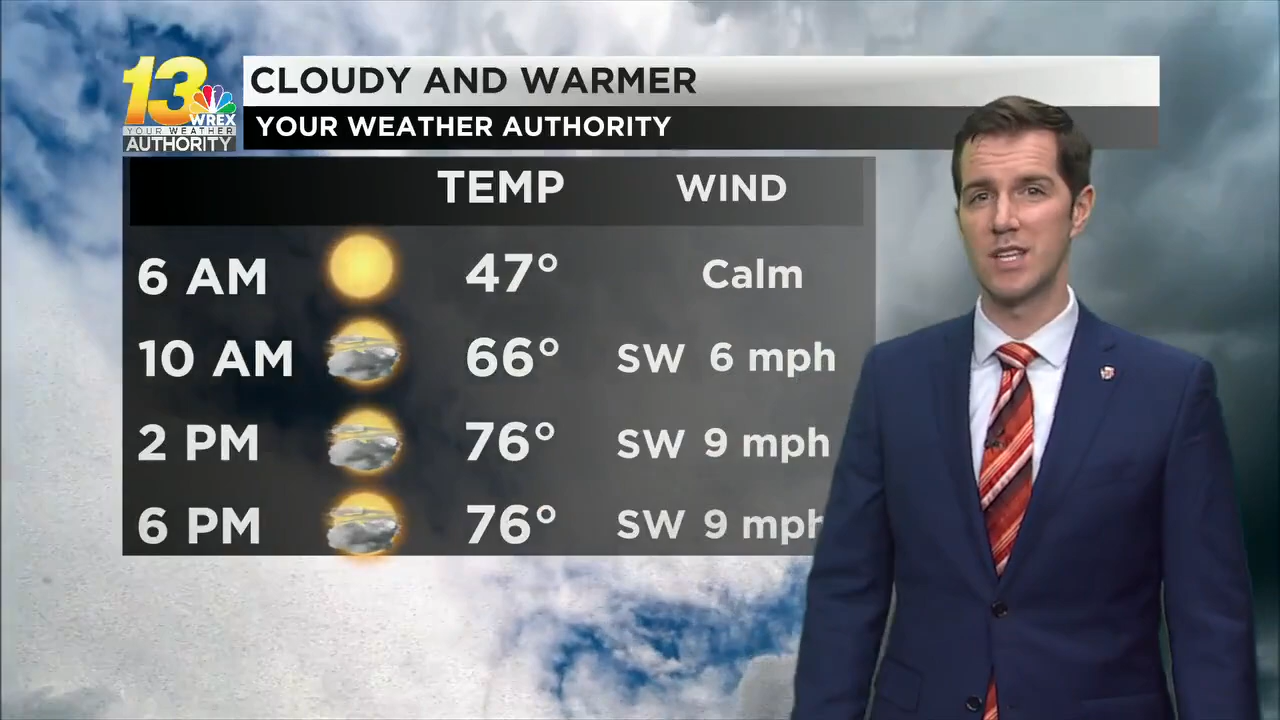 13
WREX
YOUR WEATHER
AUTHORITY
CLOUDY AND WARMER
YOUR WEATHER AUTHORITY
TEMP WIND
6 AM 47° Calm
10 AM 66° SW 6 mph
2 PM 76° SW 9 mph
6 PM 76° SW 9 mph